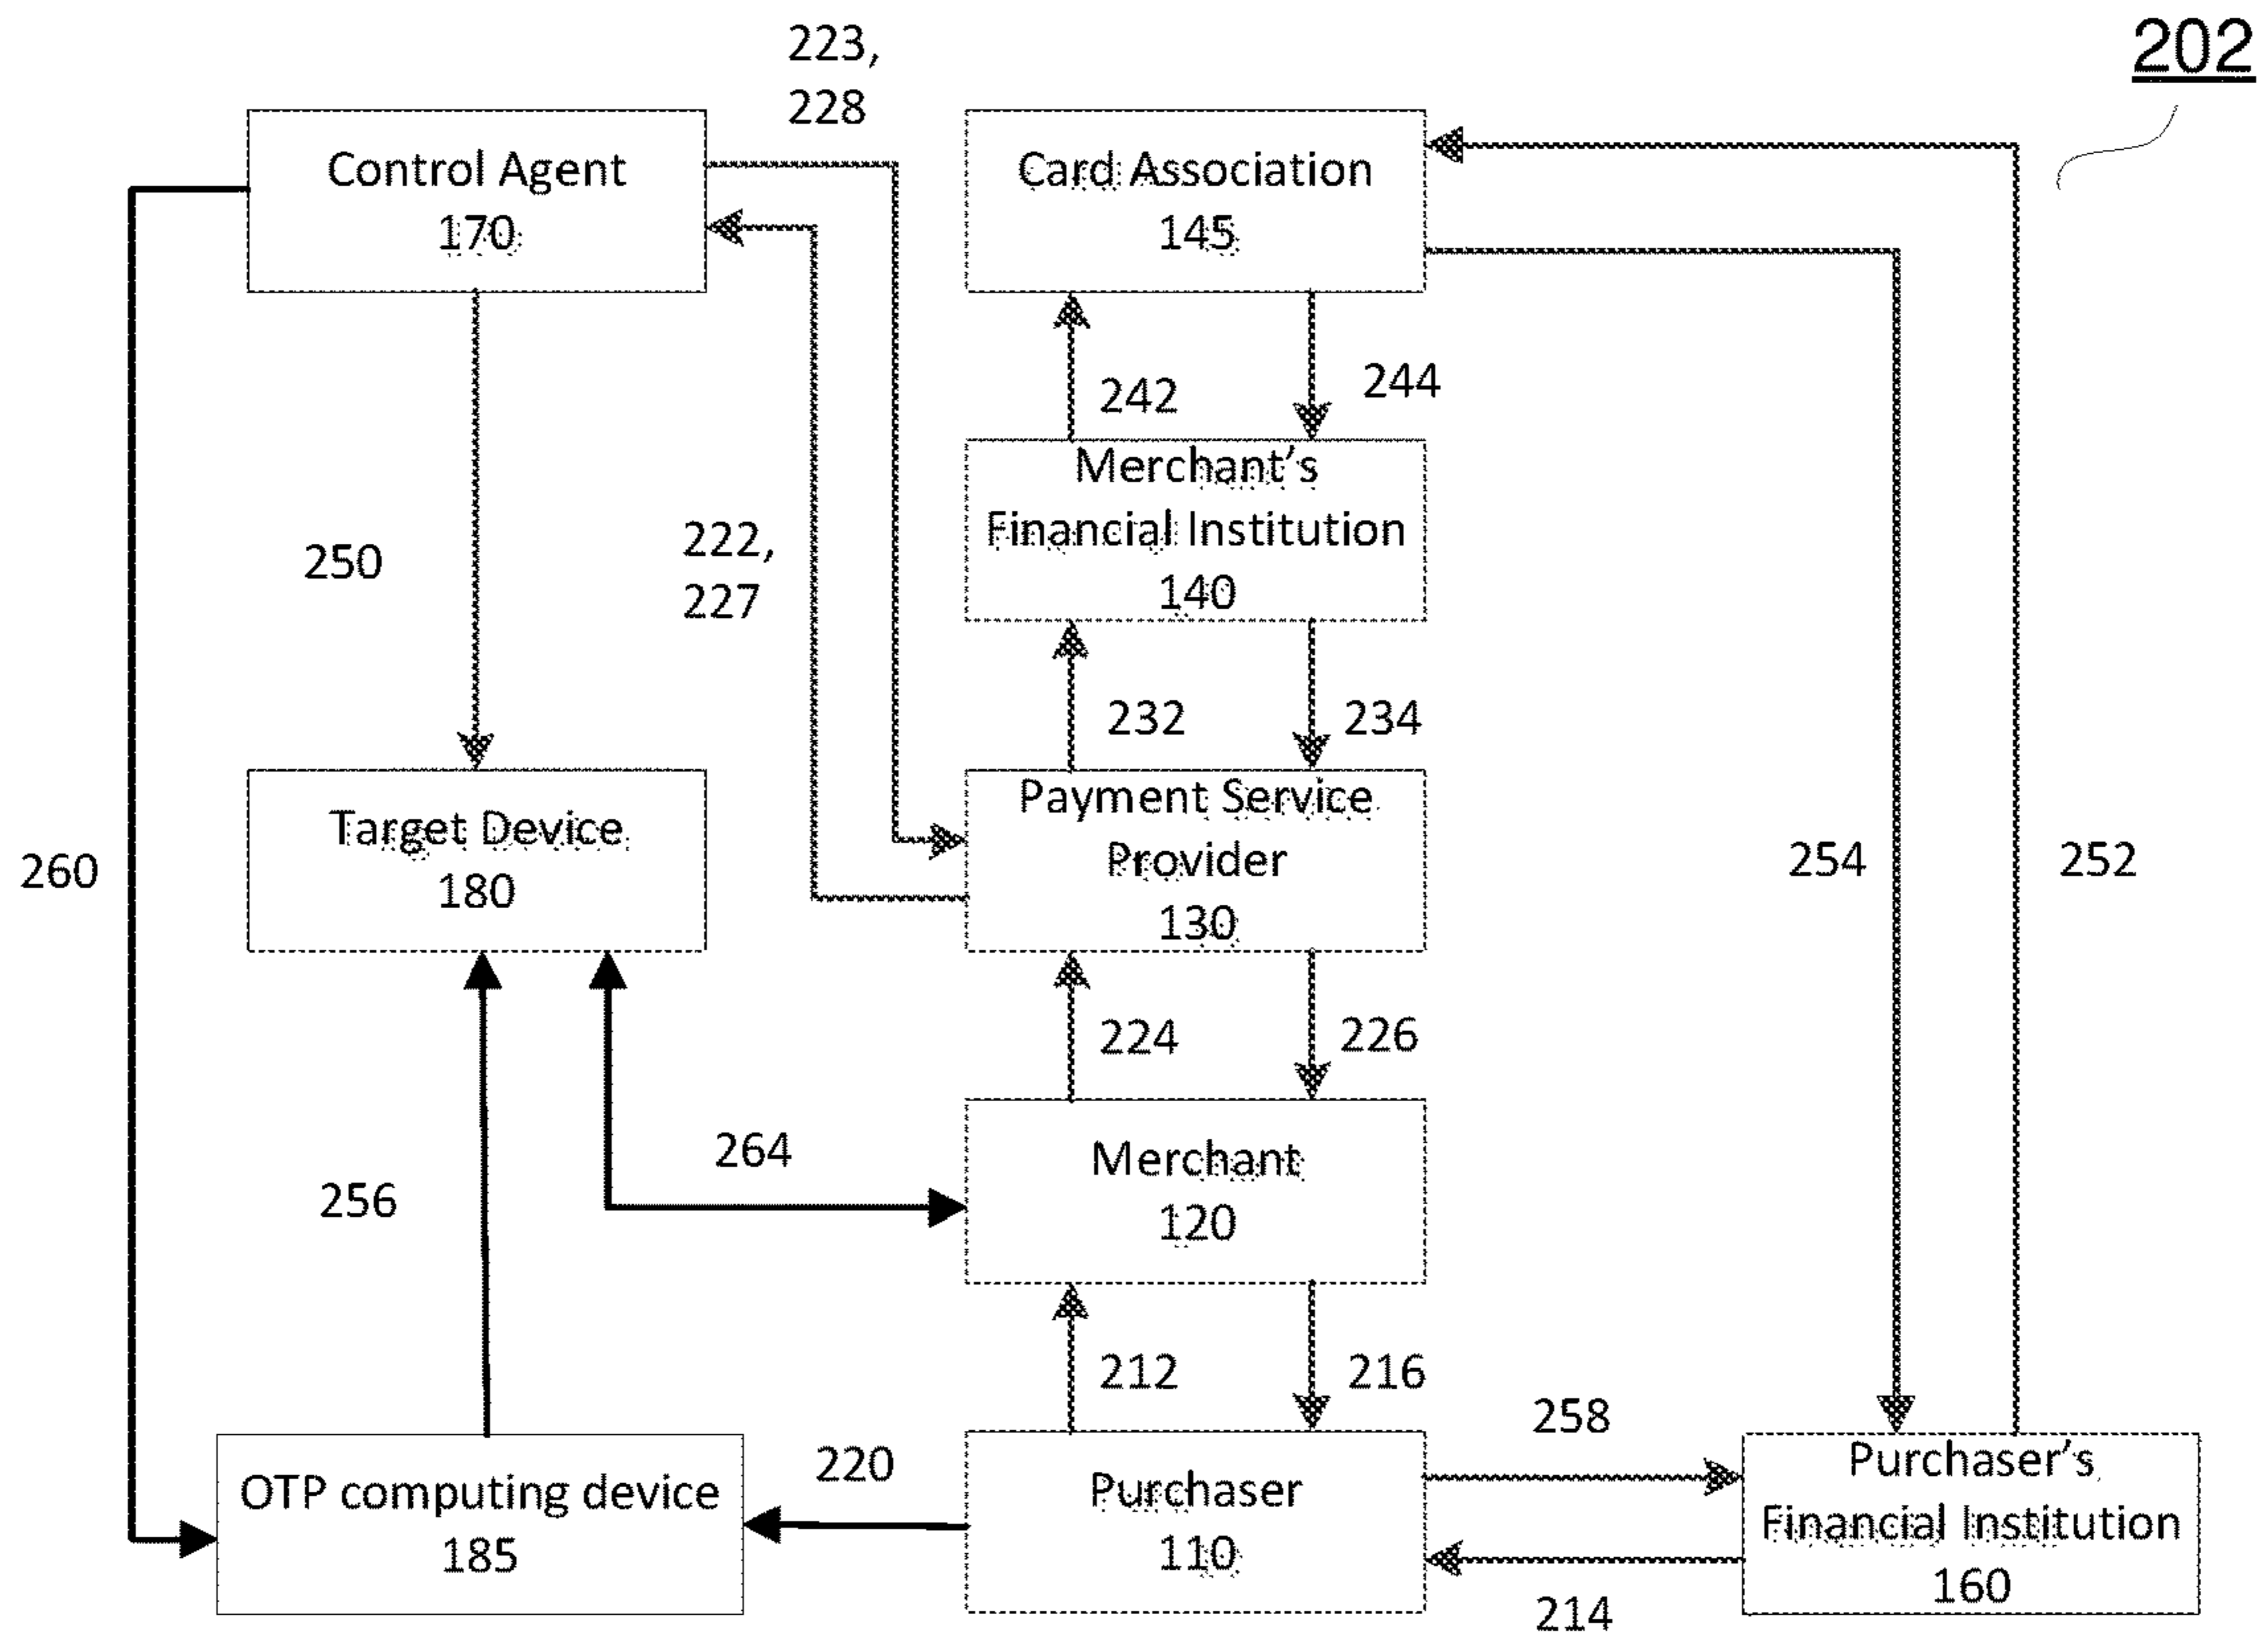 202
223,
228
Control Agent
170
Card Association
145
242
244
Merchant's
Financial Institution
140
250
222,
227
232
234
Target Device
180
Payment Service
Provider
130
260
254
252
224
226
264
Merchant
120
256
212
216
258
220
OTP computing device
185
Purchaser
110
Purchaser's
Financial Institution
160
214